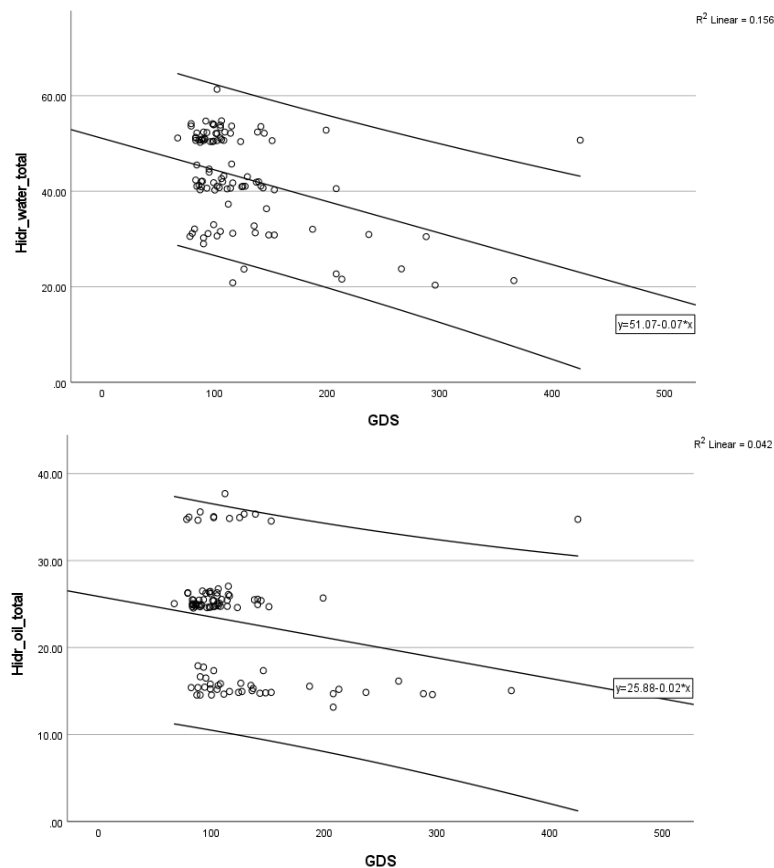 R² Linear = 0.156
60.00
40.00
20.00
.00
Hidr_water_total
y=51.07-0.07*x
0 100 200 300 400 500
GDS
R² Linear = 0.042
40.00
30.00
20.00
10.00
.00
Hidr_oil_total
y=25.88-0.02*x
0 100 200 300 400 500
GDS